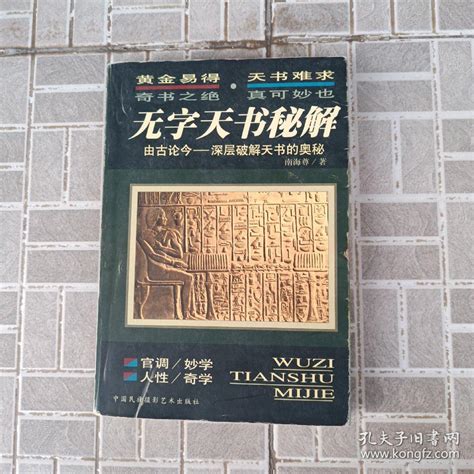 黄金易得·天书难求
奇书之绝 真可妙也
无字天书秘解
由古论今——深层破解天书的奥秘
南海尊/著
官调/妙学
人性/奇学
WUZI
TIANSHU
MIJIE
中国民族摄影艺术出版社
孔夫子旧书网